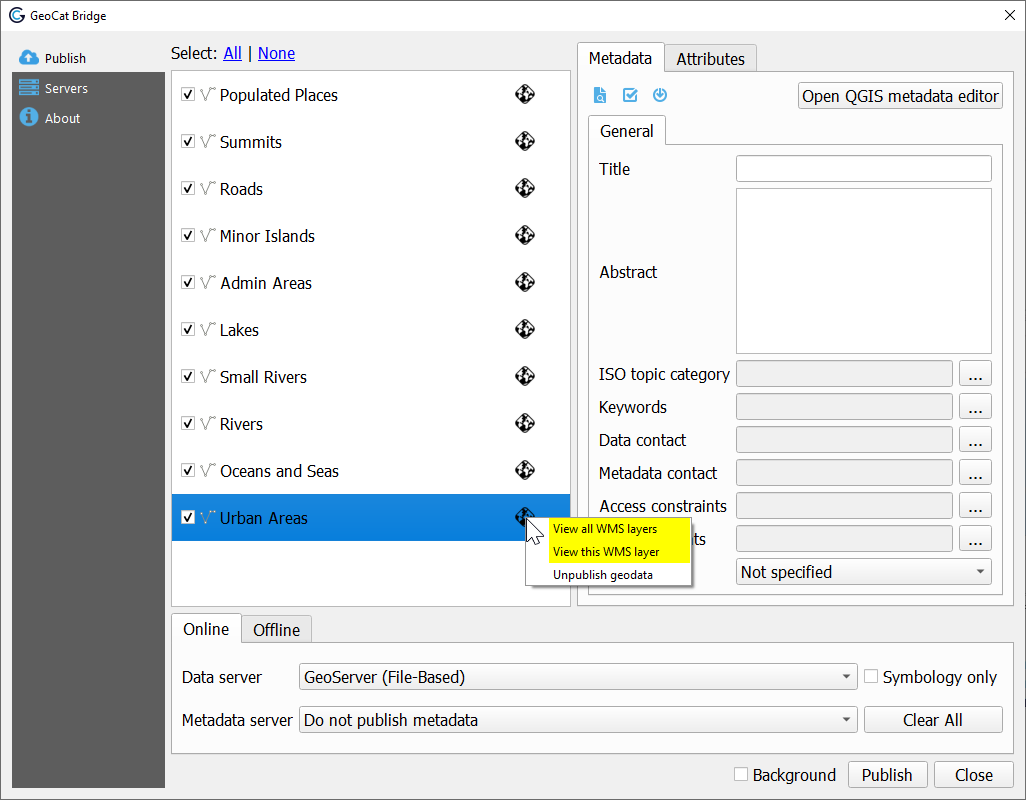 GeoCat Bridge
Publish
Servers
About
Select: All | None
Populated Places
Summits
Roads
Minor Islands
Admin Areas
Lakes
Small Rivers
Rivers
Oceans and Seas
Urban Areas
View all WMS layers
View this WMS layer
Unpublish geodata
Metadata Attributes
Open QGIS metadata editor
General
Title
Abstract
ISO topic category ...
Keywords ...
Data contact ...
Metadata contact ...
Access constraints ...
ts ...
Not specified
Online Offline
Data server GeoServer (File-Based) Symbology only
Metadata server Do not publish metadata Clear All
Background Publish Close